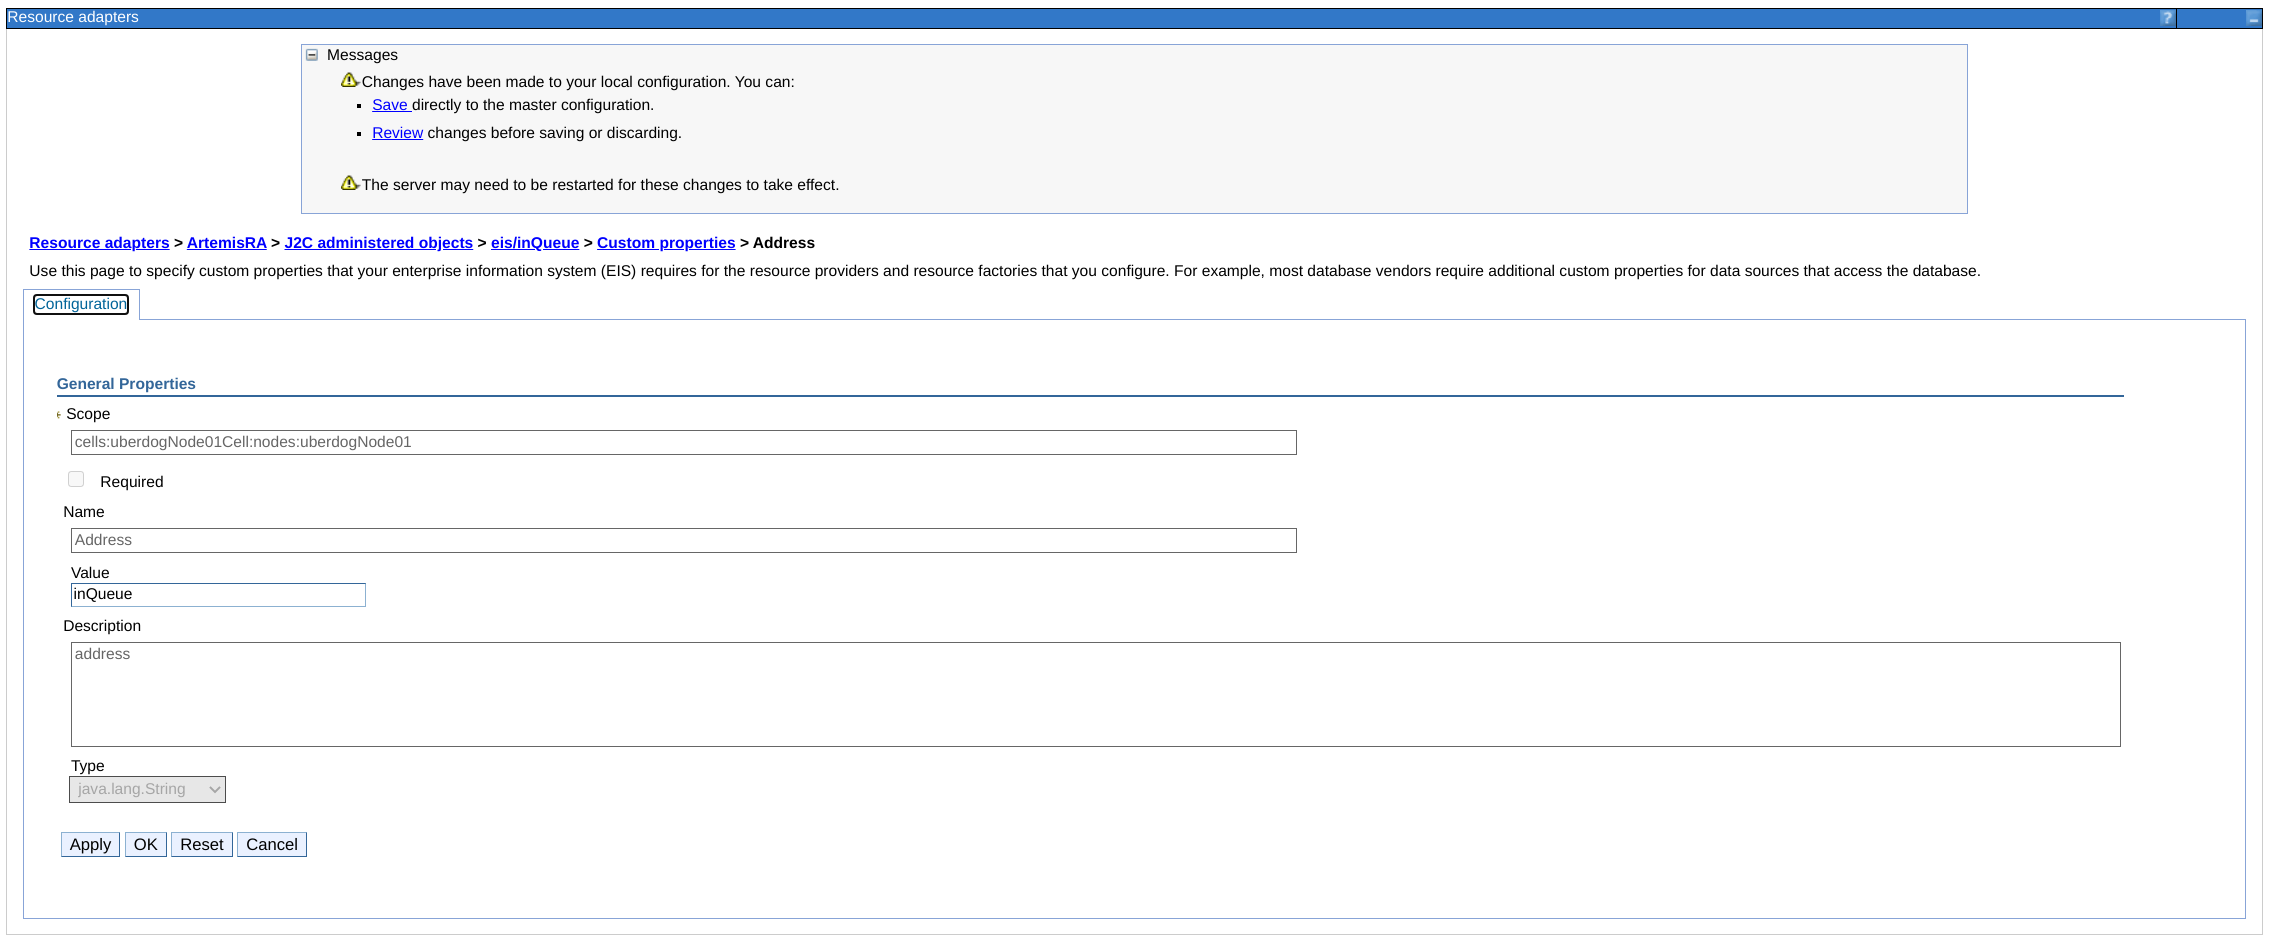 Resource adapters
?
Messages
Changes have been made to your local configuration. You can:
Save directly to the master configuration.
Review changes before saving or discarding.
The server may need to be restarted for these changes to take effect.
Resource adapters > ArtemisRA > J2C administered objects > eis/inQueue > Custom properties > Address
Use this page to specify custom properties that your enterprise information system (EIS) requires for the resource providers and resource factories that you configure. For example, most database vendors require additional custom properties for data sources that access the database.
Configuration
General Properties
Scope
cells:uberdogNode01Cell:nodes:uberdogNode01
Required
Name
Address
Value
inQueue
Description
address
Type
java.lang.String
Apply OK Reset Cancel